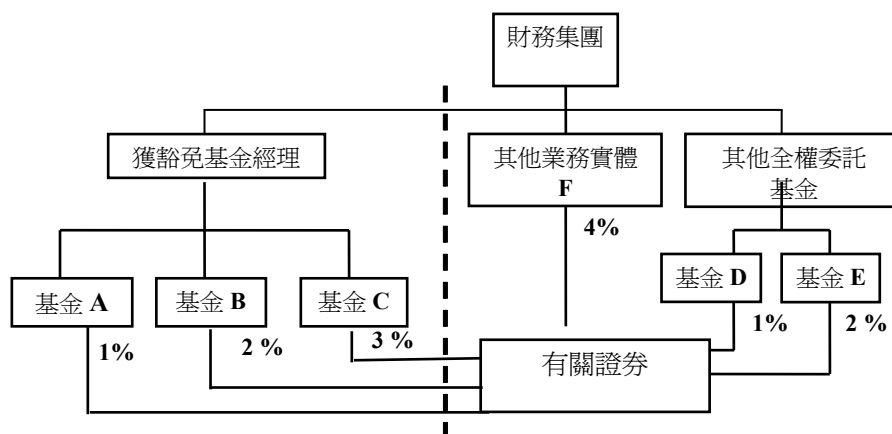 財務集團
獲豁免基金經理
其他業務實體
F
其他全權委託
基金
4%
基金 A
基金 B
基金 C
基金 D
基金 E
1%
2 %
3 %
1%
2 %
有關證券